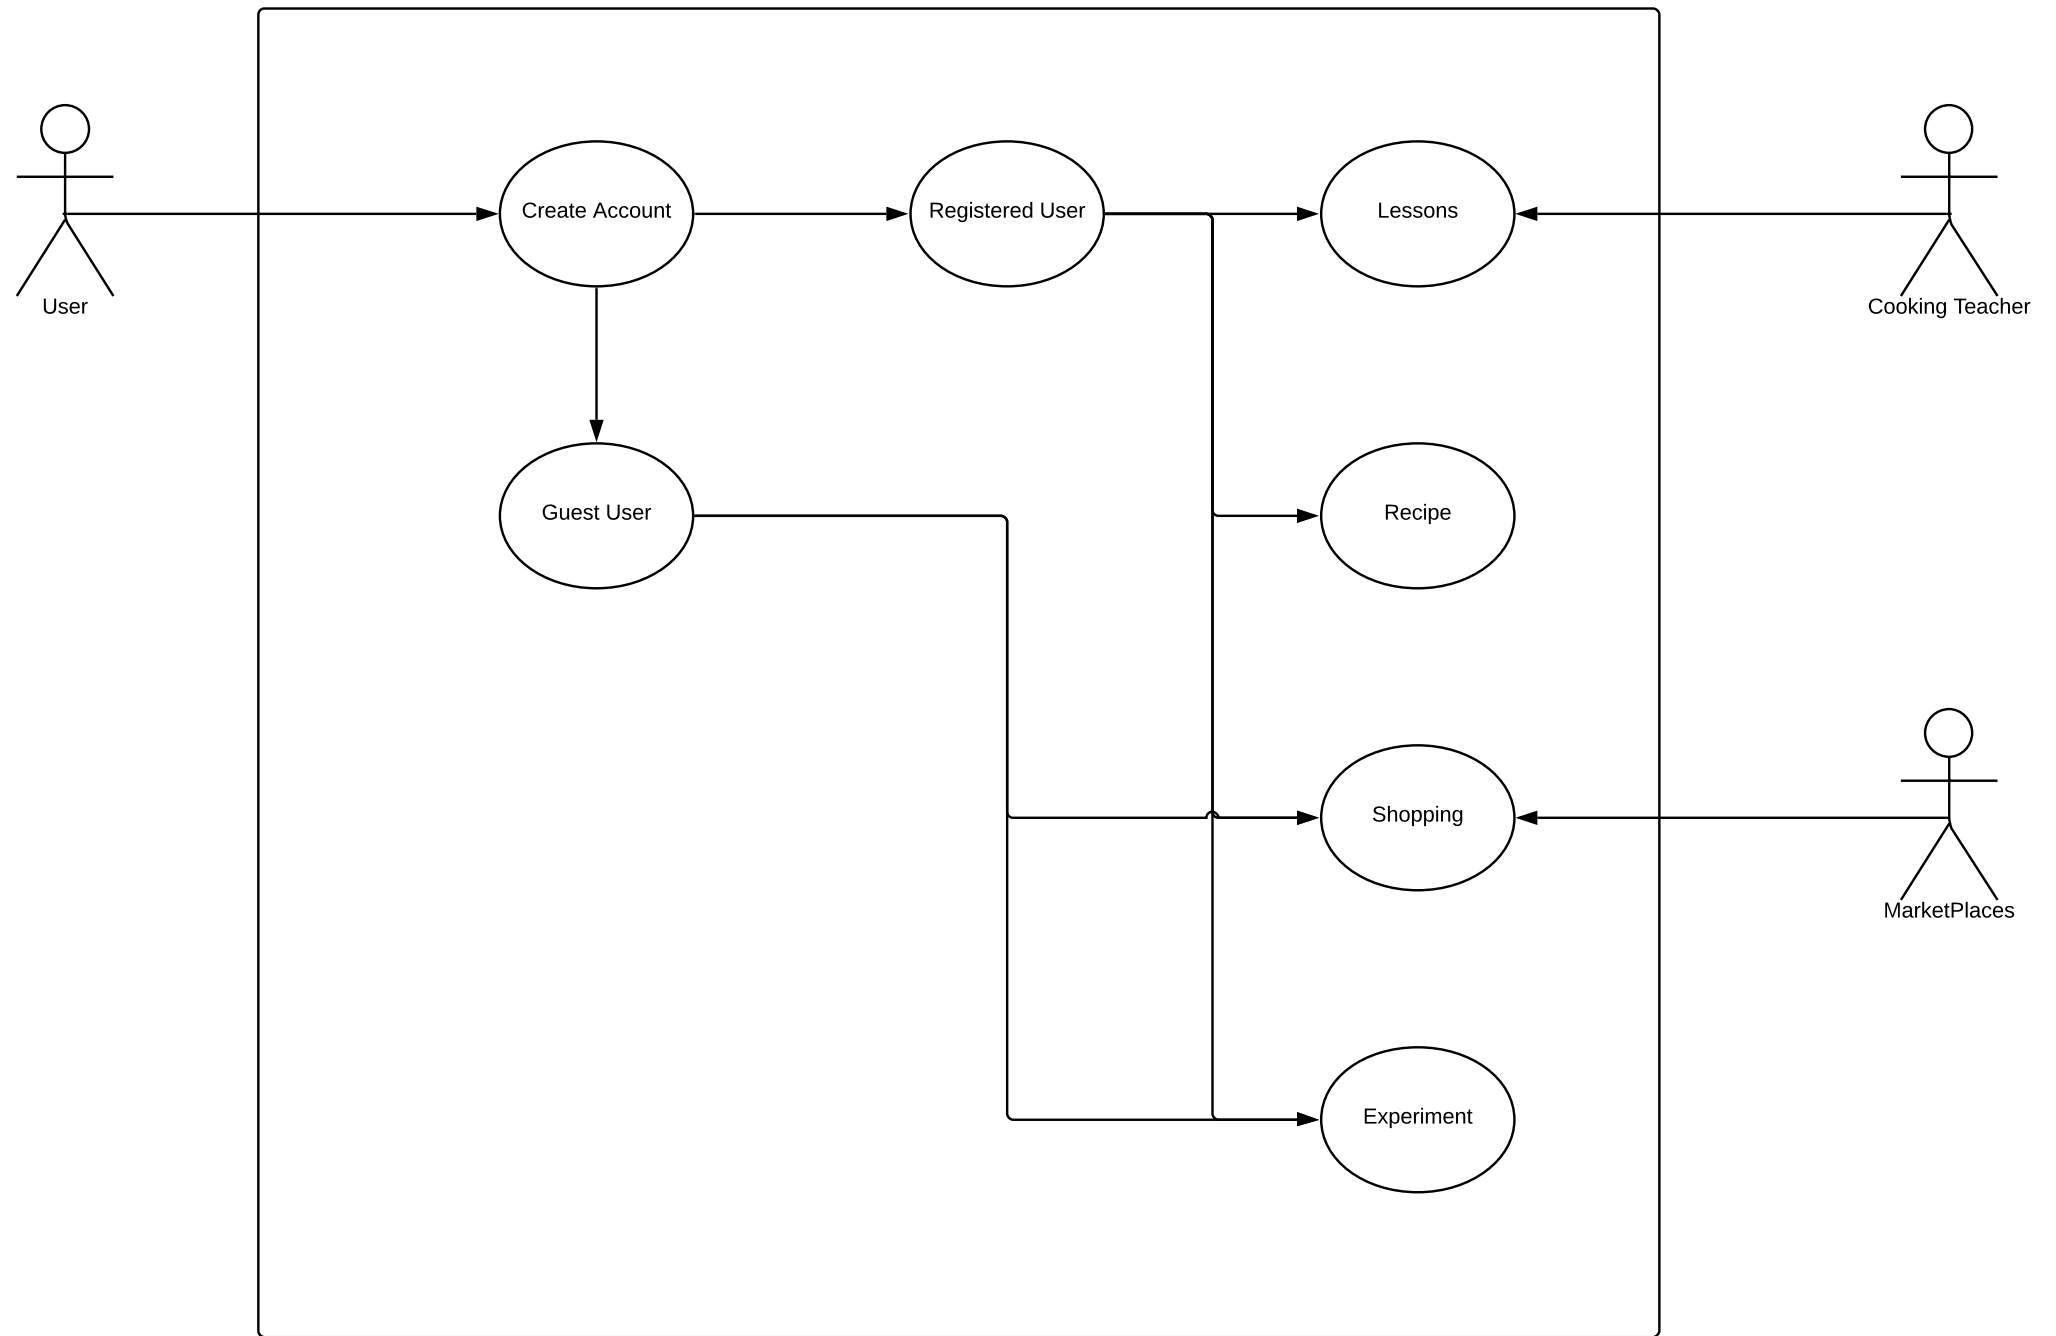 Create Account
Registered User
Lessons
User
Cooking Teacher
Guest User
Recipe
Shopping
MarketPlaces
Experiment